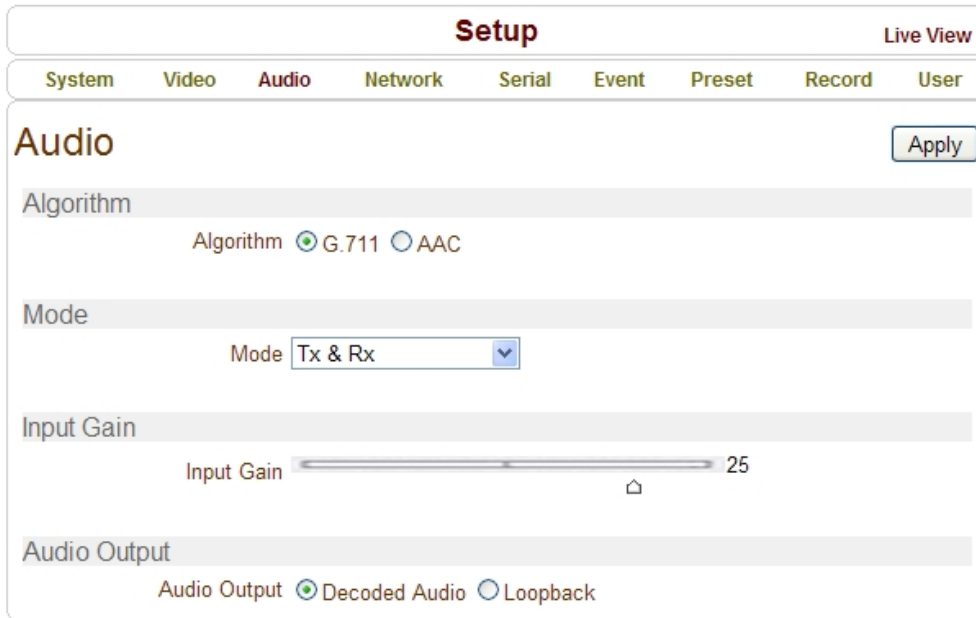 Setup
Live View
System Video Audio Network Serial Event Preset Record User
Audio
Apply
Algorithm
Algorithm G.711 AAC
Mode
Mode Tx & Rx
Input Gain
Input Gain 25
Audio Output
Audio Output Decoded Audio Loopback